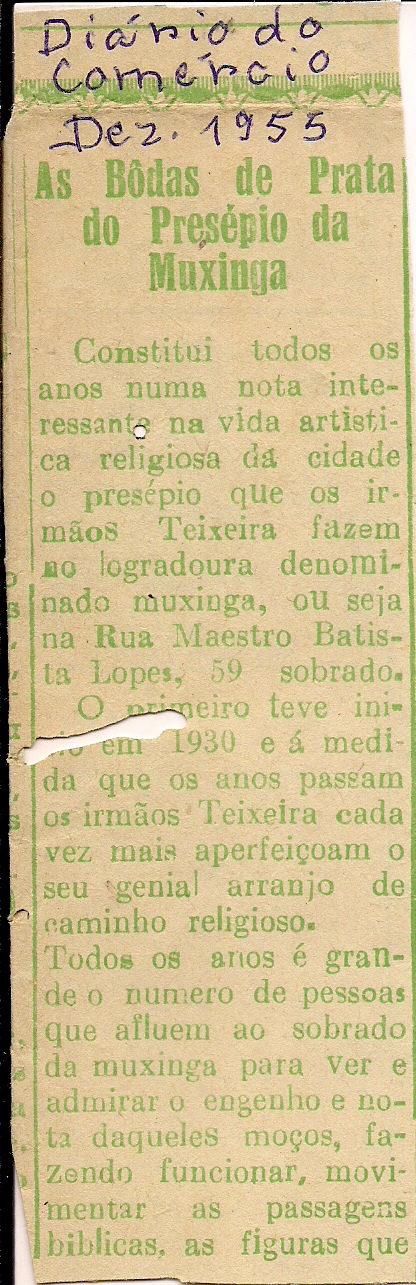 Diário do
Comércio
Dez. 1955
As Bôdas de Prata
do Presépio da
Muxinga
Constitui todos os
anos numa nota inte-
ressante na vida artisti-
ca religiosa da cidade
o presépio que os ir-
mãos Teixeira fazem
no logradoura denomi-
nado muxinga, ou seja
na Rua Maestro Batis-
ta Lopes, 59 sobrado.
O primeiro teve ini-
io em 1930 e á medi-
da que os anos passam
os irmãos Teixeira cada
vez mais aperfeiçoam o
seu genial arranjo de
caminho religioso.
Todos os anos é gran-
de o numero de pessoas
que afluem ao sobrado
da muxinga para ver e
admirar o engenho e no-
ta daqueles moços, fa-
zendo funcionar, movi-
mentar as passagens
biblicas, as figuras que